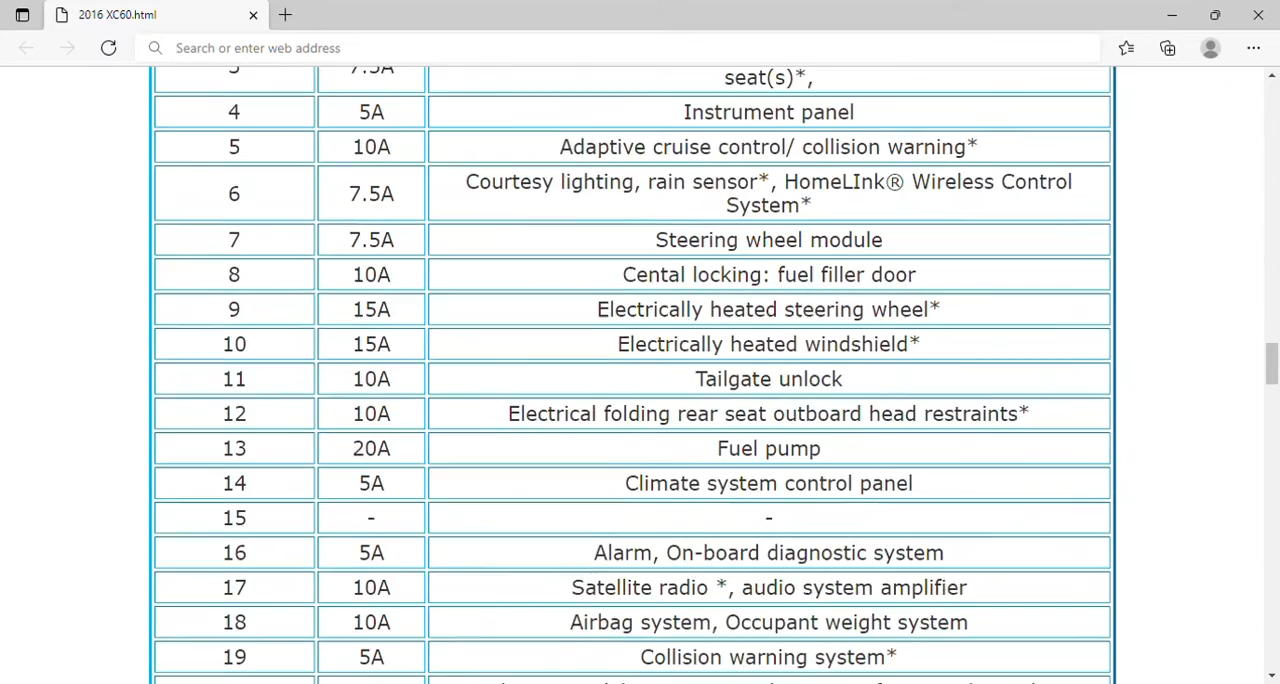 2016 XC60.html
Search or enter web address
3 7.5A seat(s)*,
4 5A Instrument panel
5 10A Adaptive cruise control/ collision warning*
6 7.5A Courtesy lighting, rain sensor*, HomeLInk® Wireless Control
System*
7 7.5A Steering wheel module
8 10A Cental locking: fuel filler door
9 15A Electrically heated steering wheel*
10 15A Electrically heated windshield*
11 10A Tailgate unlock
12 10A Electrical folding rear seat outboard head restraints*
13 20A Fuel pump
14 5A Climate system control panel
15 - -
16 5A Alarm, On-board diagnostic system
17 10A Satellite radio *, audio system amplifier
18 10A Airbag system, Occupant weight system
19 5A Collision warning system*